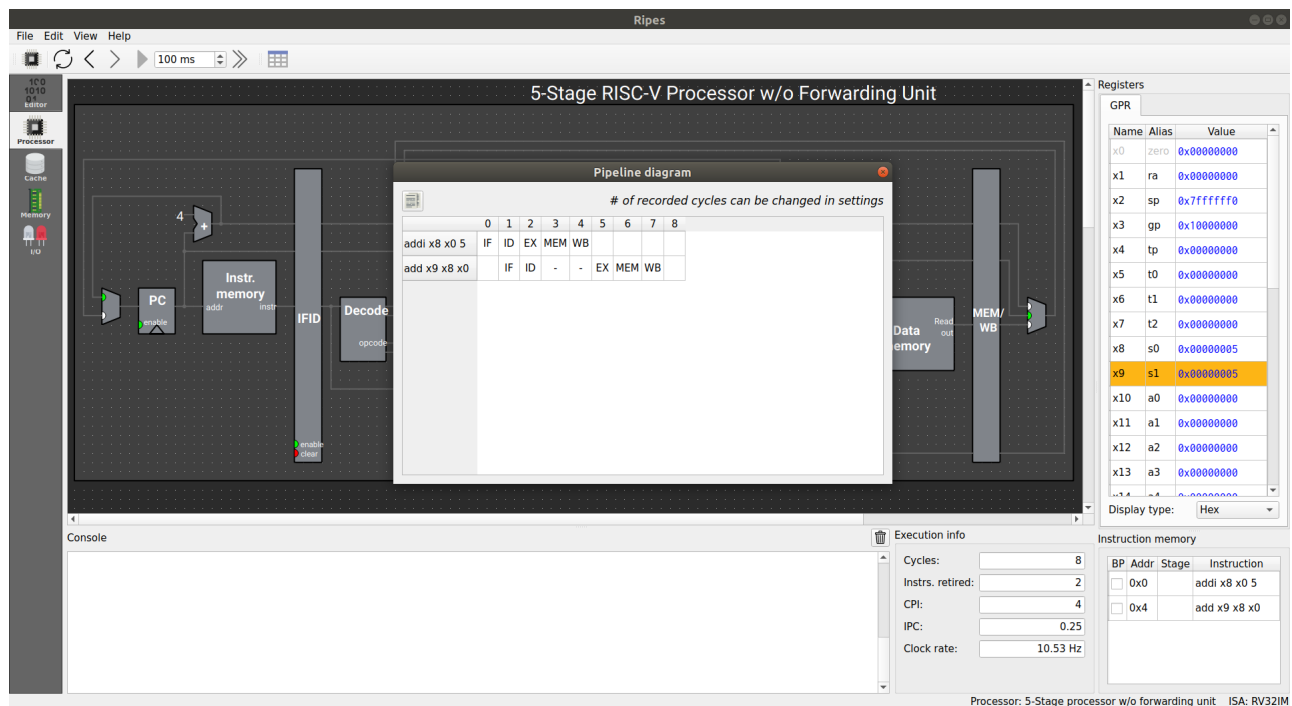 Ripes
File Edit View Help
100 ms
5-Stage RISC-V Processor w/o Forwarding Unit
Editor
Processor
Cache
Memory
I/O
4
+
PC
enable
Instr.
memory
addr
instr
IFID
enable
clear
Decode
opcode
Data
emory
Read
out
MEM/
WB
Pipeline diagram
# of recorded cycles can be changed in settings
0 1 2 3 4 5 6 7 8
addi x8 x0 5 IF ID EX MEM WB
add x9 x8 x0 IF ID - - EX MEM WB
Registers
GPR
Name Alias Value
x0 zero 0x00000000
x1 ra 0x00000000
x2 sp 0x7ffffff0
x3 gp 0x10000000
x4 tp 0x00000000
x5 t0 0x00000000
x6 t1 0x00000000
x7 t2 0x00000000
x8 s0 0x00000005
x9 s1 0x00000005
x10 a0 0x00000000
x11 a1 0x00000000
x12 a2 0x00000000
x13 a3 0x00000000
Display type: Hex
Console
Execution info
Cycles: 8
Instrs. retired: 2
CPI: 4
IPC: 0.25
Clock rate: 10.53 Hz
Instruction memory
BP Addr Stage Instruction
0x0 addi x8 x0 5
0x4 add x9 x8 x0
Processor: 5-Stage processor w/o forwarding unit ISA: RV32IM